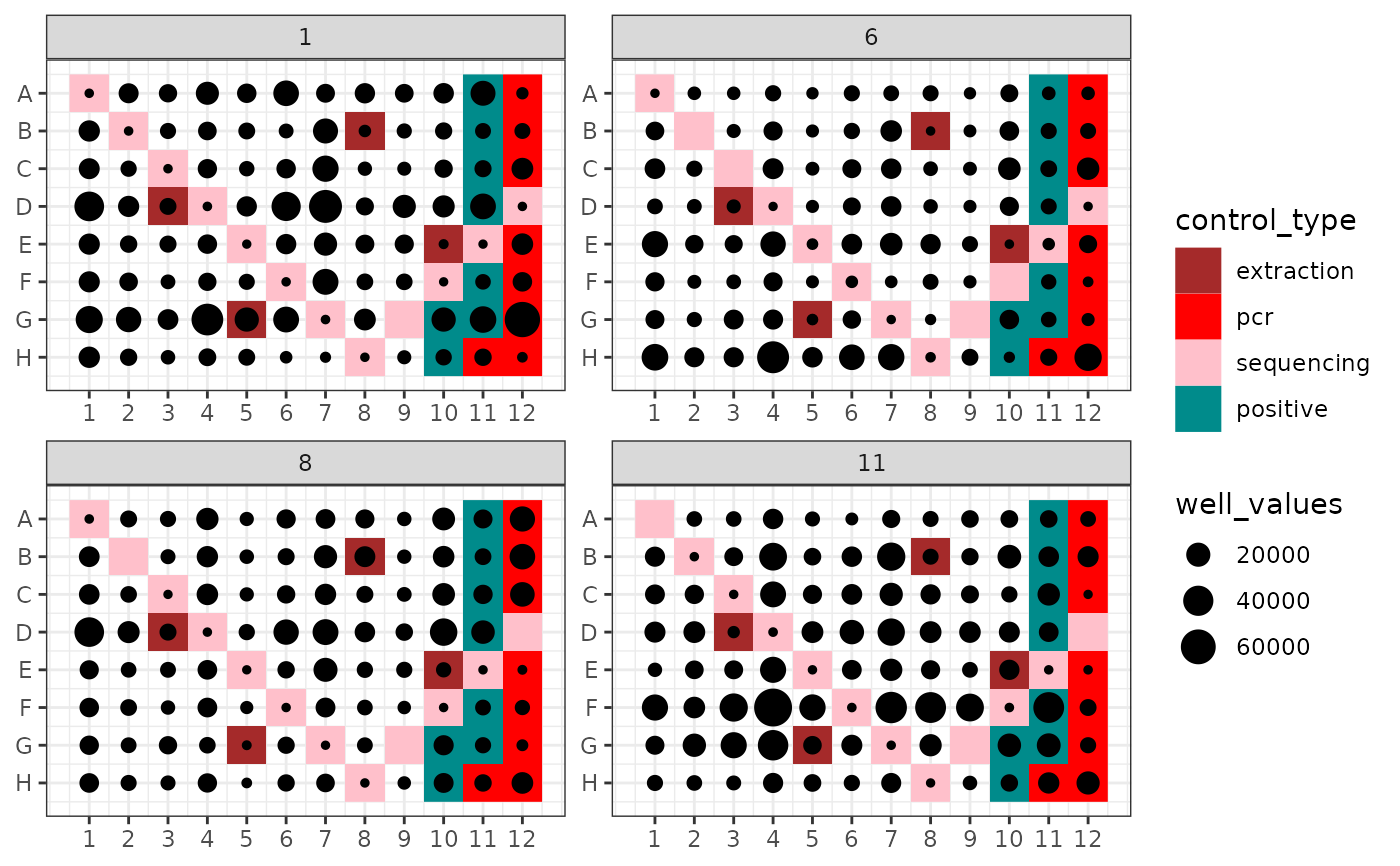 1
6
A
B
C
D
E
F
G
H
A
B
C
D
E
F
G
H
1 2 3 4 5 6 7 8 9 10 11 12
1 2 3 4 5 6 7 8 9 10 11 12
8
11
A
B
C
D
E
F
G
H
A
B
C
D
E
F
G
H
1 2 3 4 5 6 7 8 9 10 11 12
1 2 3 4 5 6 7 8 9 10 11 12
control_type
extraction
pcr
sequencing
positive
well_values
20000
40000
60000